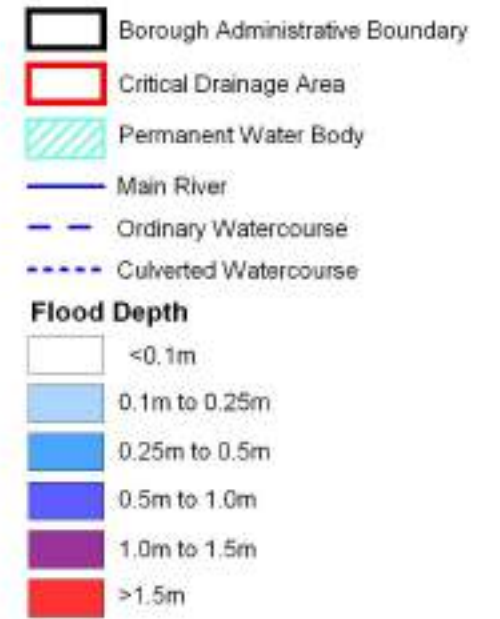 Borough Administrative Boundary
Critical Drainage Area
Permanent Water Body
Main River
Ordinary Watercourse
Culverted Watercourse
Flood Depth
<0.1m
0.1m to 0.25m
0.25m to 0.5m
0.5m to 1.0m
1.0m to 1.5m
>1.5m